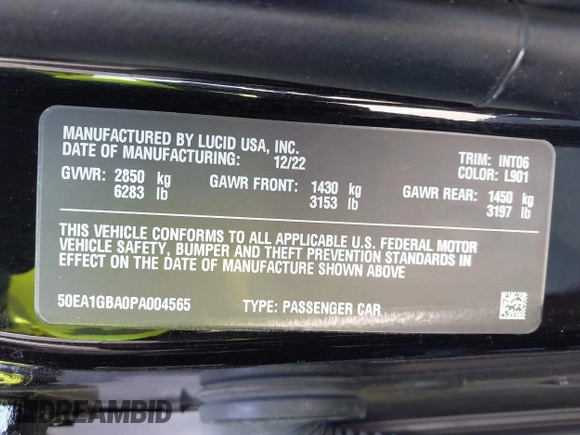 MANUFACTURED BY LUCID USA, INC.
DATE OF MANUFACTURING: 12/22
TRIM: INT06
COLOR: L901
GVWR: 2850 kg
6283 lb
GAWR FRONT: 1430 kg
3153 lb
GAWR REAR: 1450 kg
3197 lb
THIS VEHICLE CONFORMS TO ALL APPLICABLE U.S. FEDERAL MOTOR
VEHICLE SAFETY, BUMPER AND THEFT PREVENTION STANDARDS IN
EFFECT ON THE DATE OF MANUFACTURE SHOWN ABOVE
50EA1GBA0PA004565 TYPE: PASSENGER CAR
DREAMBID